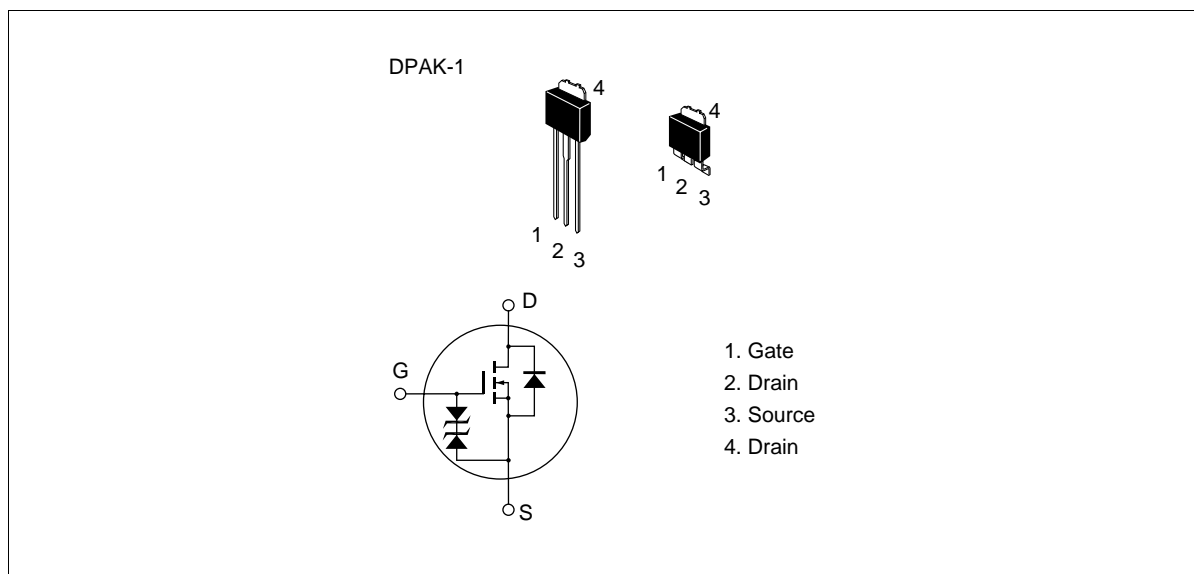 DPAK-1
4
4
1
2
3
1
2
3
D
G
S
1. Gate
2. Drain
3. Source
4. Drain